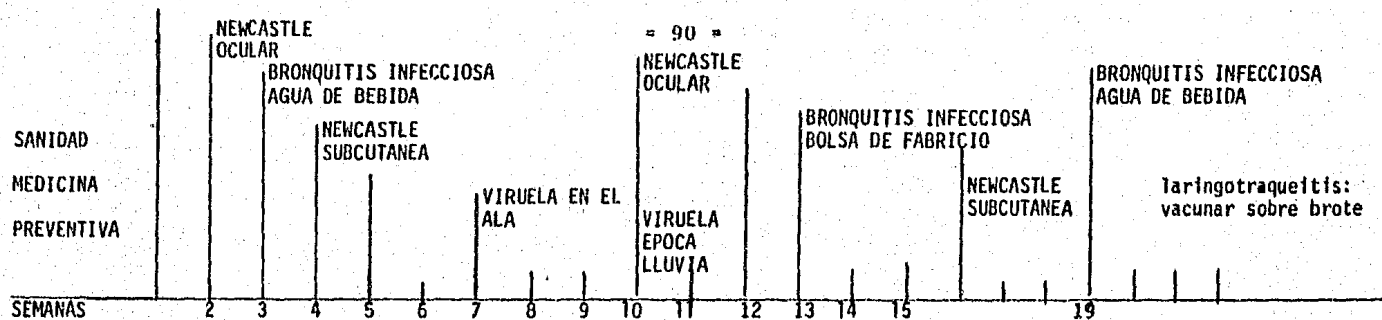 = 90 =
NEWCASTLE
OCULAR
BRONQUITIS INFECCIOSA
AGUA DE BEBIDA
NEWCASTLE
SUBCUTANEA
VIRUELA EN EL
ALA
NEWCASTLE
OCULAR
VIRUELA
EPOCA
LLUVIA
BRONQUITIS INFECCIOSA
BOLSA DE FABRICIO
NEWCASTLE
SUBCUTANEA
BRONQUITIS INFECCIOSA
AGUA DE BEBIDA
laringotraqueitis:
vacunar sobre brote
SANIDAD
MEDICINA
PREVENTIVA
SEMANAS 2 3 4 5 6 7 8 9 10 11 12 13 14 15 19